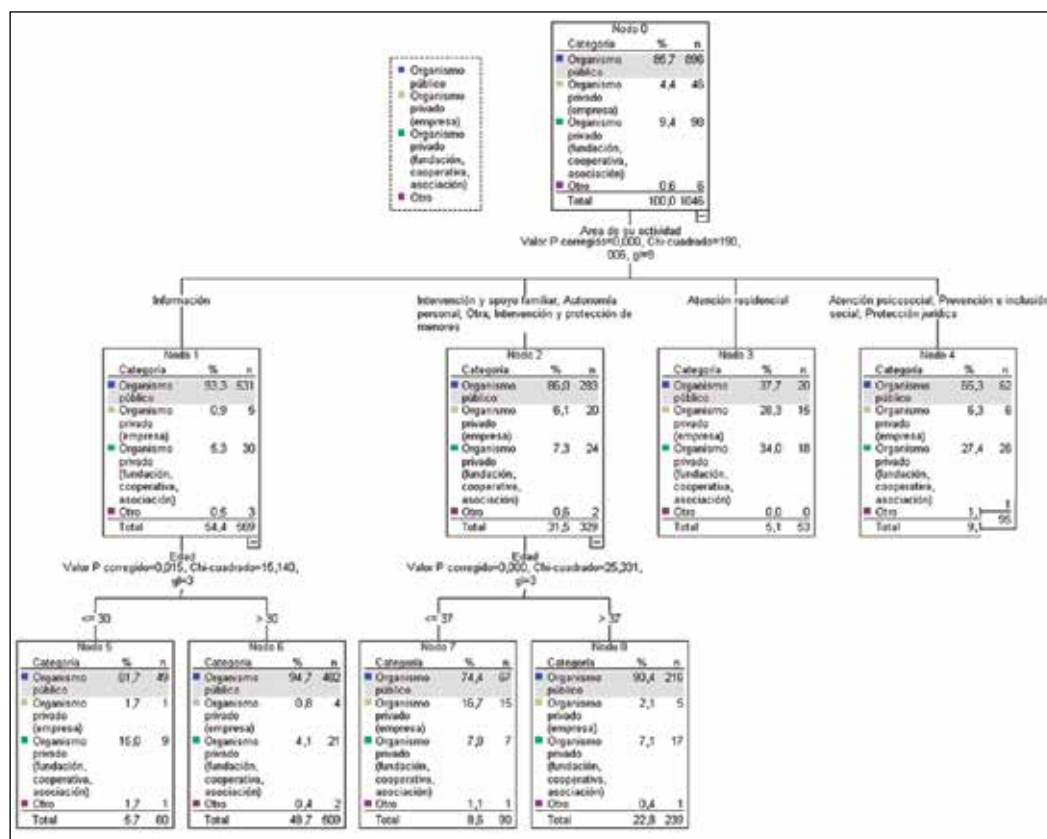 Organismo público
Organismo privado (empresa)
Organismo privado (fundación, cooperativa, asociación)
Otro
Nodo 0
Categoría % n
Organismo público 85,7 896
Organismo privado (empresa) 4,4 46
Organismo privado (fundación, cooperativa, asociación) 9,4 98
Otro 0,6 6
Total 100,0 1046
Area de su actividad
Valor P corregido=0,000, Chi-cuadrado=190,
006, gl=9
Información
Intervención y apoyo familiar, Autonomía
personal, Otra, Intervención y protección de
menores
Atención residencial
Atención psicosocial, Prevención e inclusión
social, Protección jurídica
Nodo 1
Categoría % n
Organismo público 93,3 531
Organismo privado (empresa) 0,9 5
Organismo privado (fundación, cooperativa, asociación) 5,3 30
Otro 0,5 3
Total 54,4 569
Nodo 2
Categoría % n
Organismo público 86,0 283
Organismo privado (empresa) 6,1 20
Organismo privado (fundación, cooperativa, asociación) 7,3 24
Otro 0,6 2
Total 31,5 329
Nodo 3
Categoría % n
Organismo público 37,7 20
Organismo privado (empresa) 28,3 15
Organismo privado (fundación, cooperativa, asociación) 34,0 18
Otro 0,0 0
Total 5,1 53
Nodo 4
Categoría % n
Organismo público 65,3 62
Organismo privado (empresa) 6,3 6
Organismo privado (fundación, cooperativa, asociación) 27,4 26
Otro 1,1 1
Total 9,1 95
Edad
Valor P corregido=0,015, Chi-cuadrado=15,140,
gl=3
Edad
Valor P corregido=0,000, Chi-cuadrado=25,331,
gl=3
<= 30
> 30
<= 37
> 37
Nodo 5
Categoría % n
Organismo público 81,7 49
Organismo privado (empresa) 1,7 1
Organismo privado (fundación, cooperativa, asociación) 15,0 9
Otro 1,7 1
Total 5,7 60
Nodo 6
Categoría % n
Organismo público 94,7 482
Organismo privado (empresa) 0,8 4
Organismo privado (fundación, cooperativa, asociación) 4,1 21
Otro 0,4 2
Total 48,7 509
Nodo 7
Categoría % n
Organismo público 74,4 67
Organismo privado (empresa) 16,7 15
Organismo privado (fundación, cooperativa, asociación) 7,8 7
Otro 1,1 1
Total 8,6 90
Nodo 8
Categoría % n
Organismo público 90,4 216
Organismo privado (empresa) 2,1 5
Organismo privado (fundación, cooperativa, asociación) 7,1 17
Otro 0,4 1
Total 22,8 239